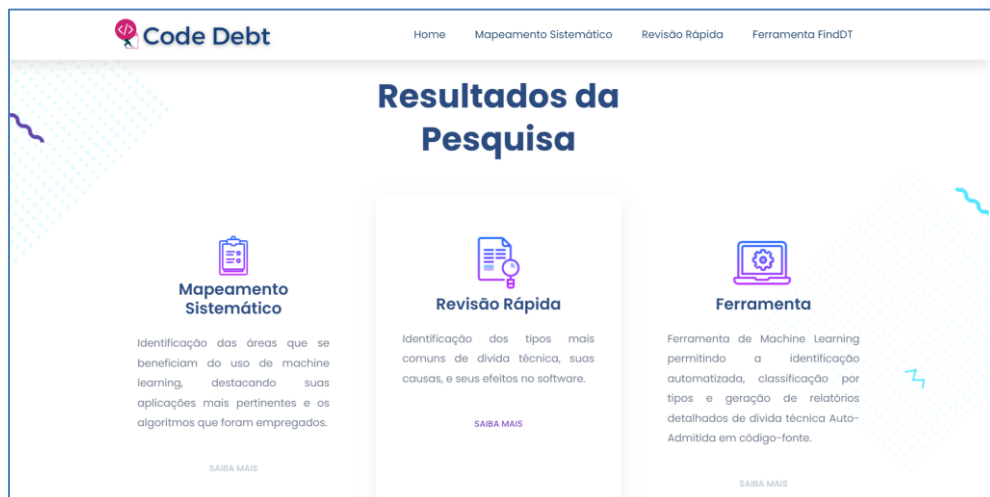 Code Debt
Home Mapeamento Sistemático Revisão Rápida Ferramenta FindDT
Resultados da
Pesquisa
Mapeamento
Sistemático
Identificação das áreas que se
beneficiam do uso de machine
learning, destacando suas
aplicações mais pertinentes e os
algoritmos que foram empregados.
SAIBA MAIS
Revisão Rápida
Identificação dos tipos mais
comuns de dívida técnica, suas
causas, e seus efeitos no software.
SAIBA MAIS
Ferramenta
Ferramenta de Machine Learning
permitindo a identificação
automatizada, classificação por
tipos e geração de relatórios
detalhados de dívida técnica Auto-
Admitida em código-fonte.
SAIBA MAIS